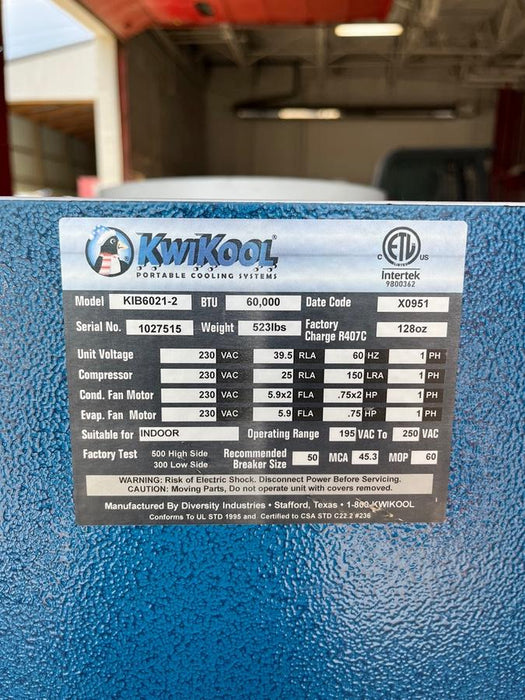 KwiKool®
PORTABLE COOLING SYSTEMS
C ETL US
Intertek
9800362
Model KIB6021-2 BTU 60,000 Date Code X0951
Serial No. 1027515 Weight 523lbs Factory Charge R407C 128oz
Unit Voltage 230 VAC 39.5 RLA 60 HZ 1 PH
Compressor 230 VAC 25 RLA 150 LRA 1 PH
Cond. Fan Motor 230 VAC 5.9x2 FLA .75x2 HP 1 PH
Evap. Fan Motor 230 VAC 5.9 FLA .75 HP 1 PH
Suitable for INDOOR Operating Range 195 VAC To 250 VAC
Factory Test 500 High Side 300 Low Side Recommended Breaker Size 50 MCA 45.3 MOP 60
WARNING: Risk of Electric Shock. Disconnect Power Before Servicing.
CAUTION: Moving Parts, Do not operate unit with covers removed.
Manufactured By Diversity Industries • Stafford, Texas • 1-800-KWIKOOL
Conforms To UL STD 1995 and Certified to CSA STD C22.2 #236